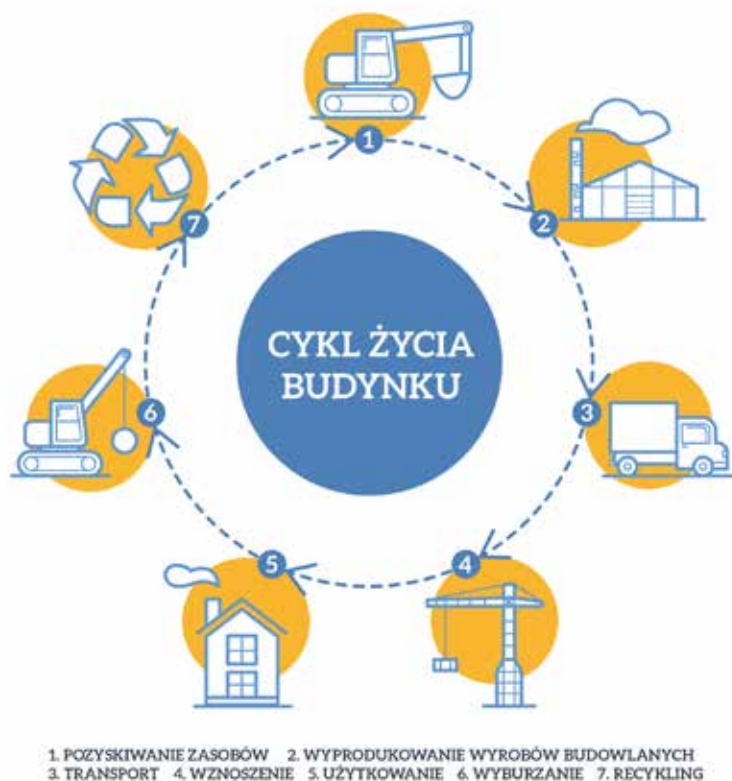 1
2
3
4
5
6
7
CYKL ŻYCIA
BUDYNKU
1. POZYSKIWANIE ZASOBÓW 2. WYPRODUKOWANIE WYROBÓW BUDOWLANYCH
3. TRANSPORT 4. WZNOSZENIE 5. UŻYTKOWANIE 6. WYBURZANIE 7. RECYKLING